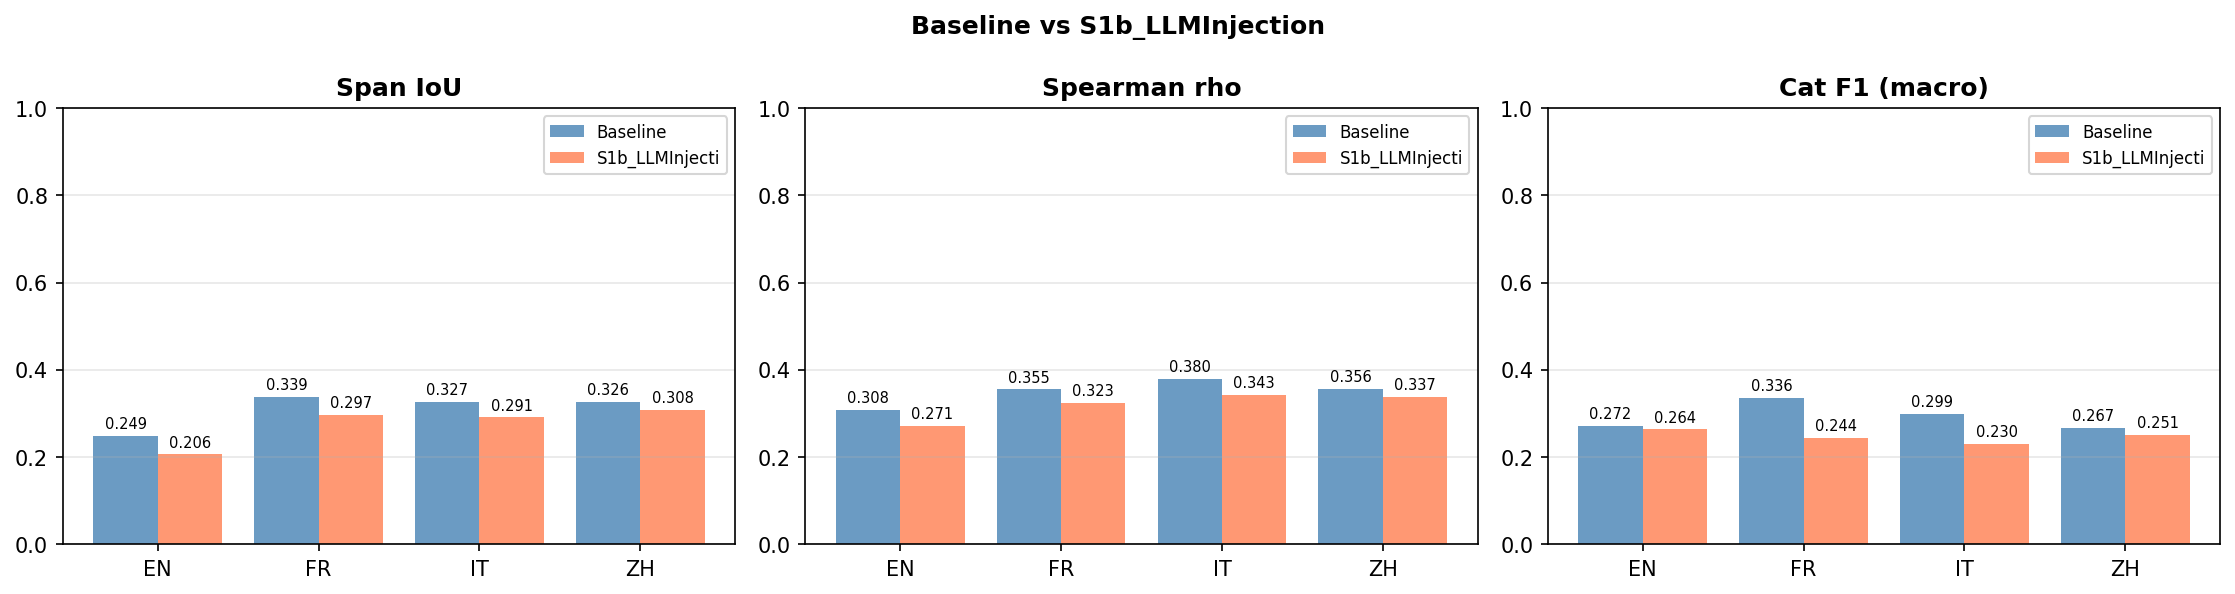 Baseline vs S1b_LLMInjection
Span IoU
1.0
0.8
0.6
0.4
0.2
0.0
Baseline
S1b_LLMInjecti
0.249
0.206
0.339
0.297
0.327
0.291
0.326
0.308
EN
FR
IT
ZH
Spearman rho
1.0
0.8
0.6
0.4
0.2
0.0
Baseline
S1b_LLMInjecti
0.308
0.271
0.355
0.323
0.380
0.343
0.356
0.337
EN
FR
IT
ZH
Cat F1 (macro)
1.0
0.8
0.6
0.4
0.2
0.0
Baseline
S1b_LLMInjecti
0.272
0.264
0.336
0.244
0.299
0.230
0.267
0.251
EN
FR
IT
ZH